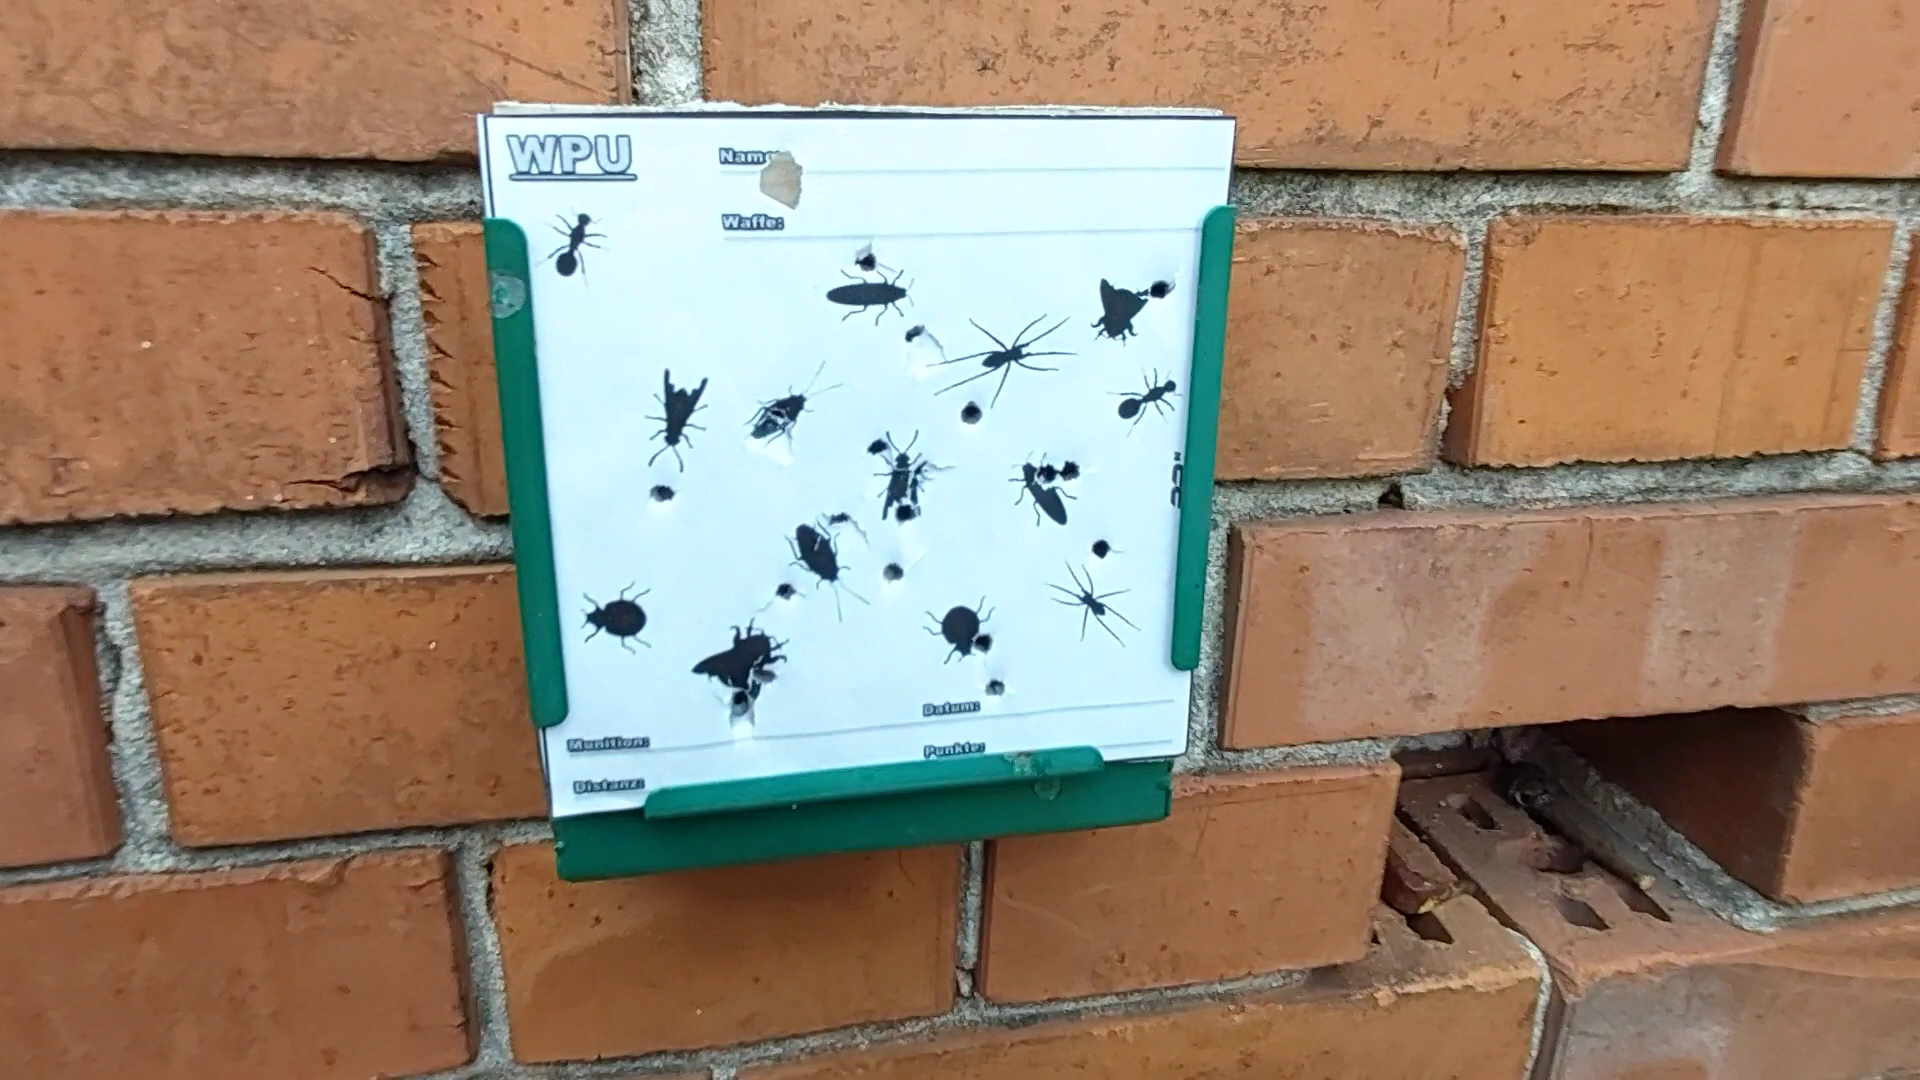 WPU
Name:
Waffe:
Datum:
Munition:
Punkte:
Distanz: